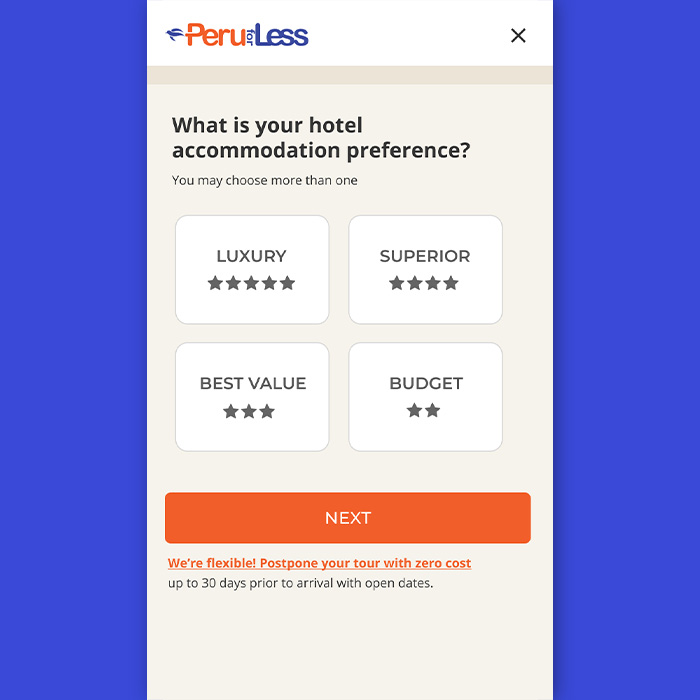 Peru for Less
What is your hotel
accommodation preference?
You may choose more than one
LUXURY
SUPERIOR
BEST VALUE
BUDGET
NEXT
We’re flexible! Postpone your tour with zero cost
up to 30 days prior to arrival with open dates.